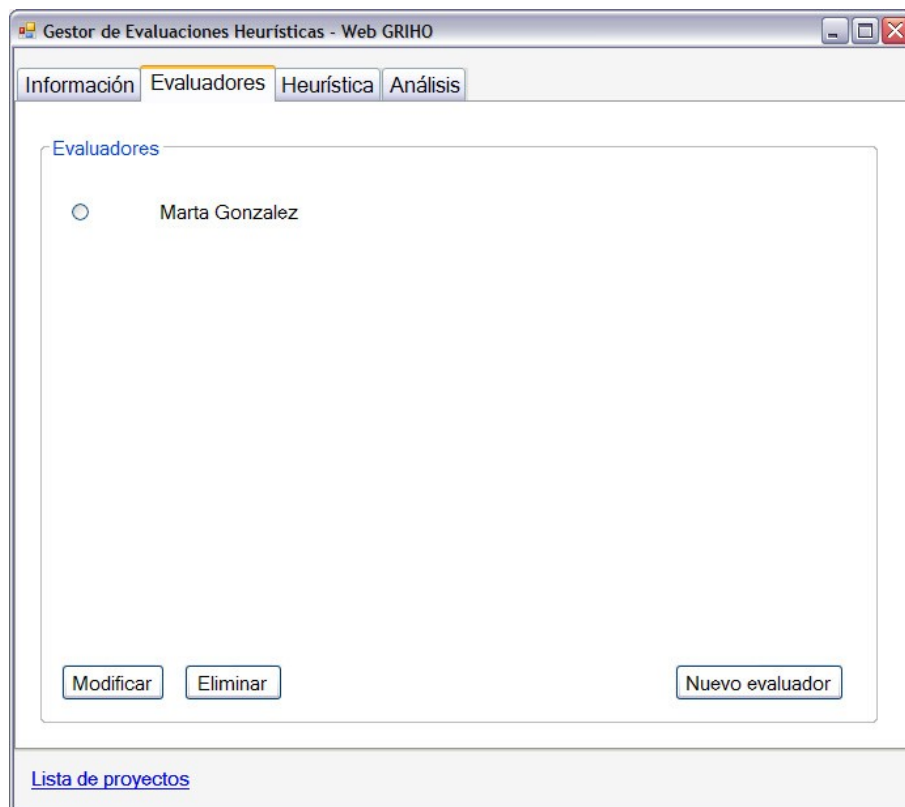 Gestor de Evaluaciones Heurísticas - Web GRIHO
Información Evaluadores Heurística Análisis
Evaluadores
Marta Gonzalez
Modificar Eliminar Nuevo evaluador
Lista de proyectos